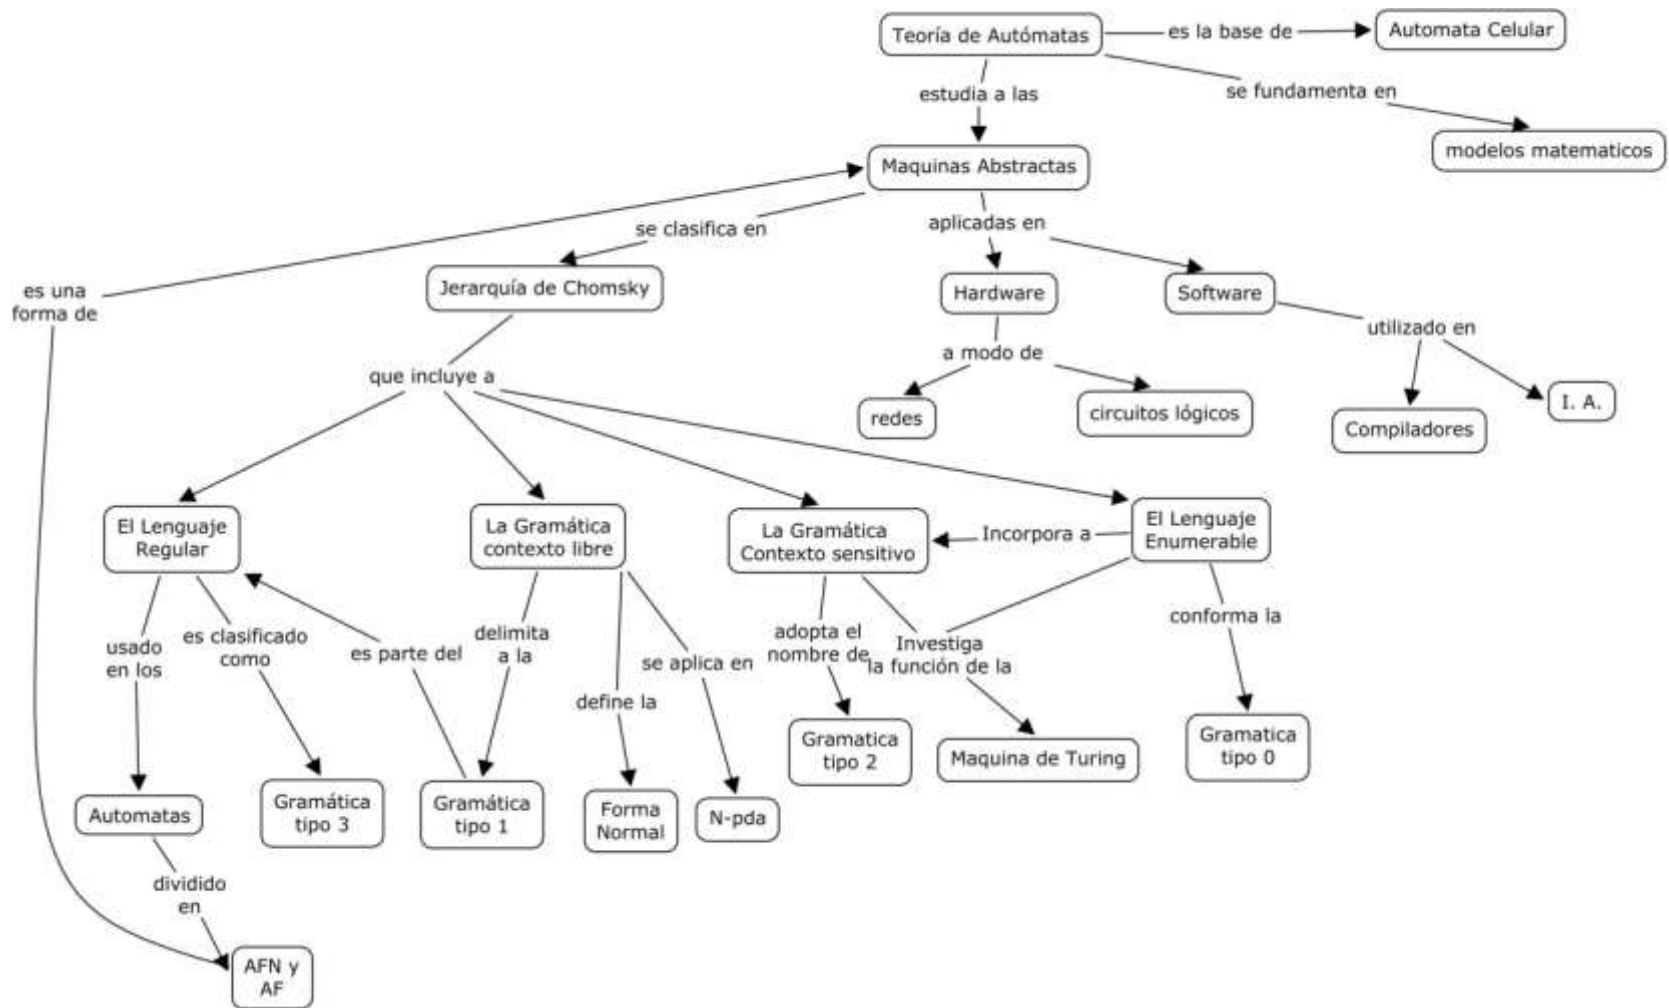 Teoría de Autómatas
es la base de
Automata Celular
estudia a las
se fundamenta en
modelos matematicos
Maquinas Abstractas
se clasifica en
aplicadas en
es una
forma de
Jerarquía de Chomsky
Hardware
Software
utilizado en
a modo de
que incluye a
redes
circuitos lógicos
Compiladores
I. A.
El Lenguaje
Regular
La Gramática
contexto libre
La Gramática
Contexto sensitivo
Incorpora a
El Lenguaje
Enumerable
usado
en los
es clasificado
como
es parte del
delimita
a la
se aplica en
define la
adopta el
nombre de
Investiga
la función de la
conforma la
Automatas
Gramática
tipo 3
Gramática
tipo 1
Forma
Normal
N-pda
Gramatica
tipo 2
Maquina de Turing
Gramatica
tipo 0
dividido
en
AFN y
AF